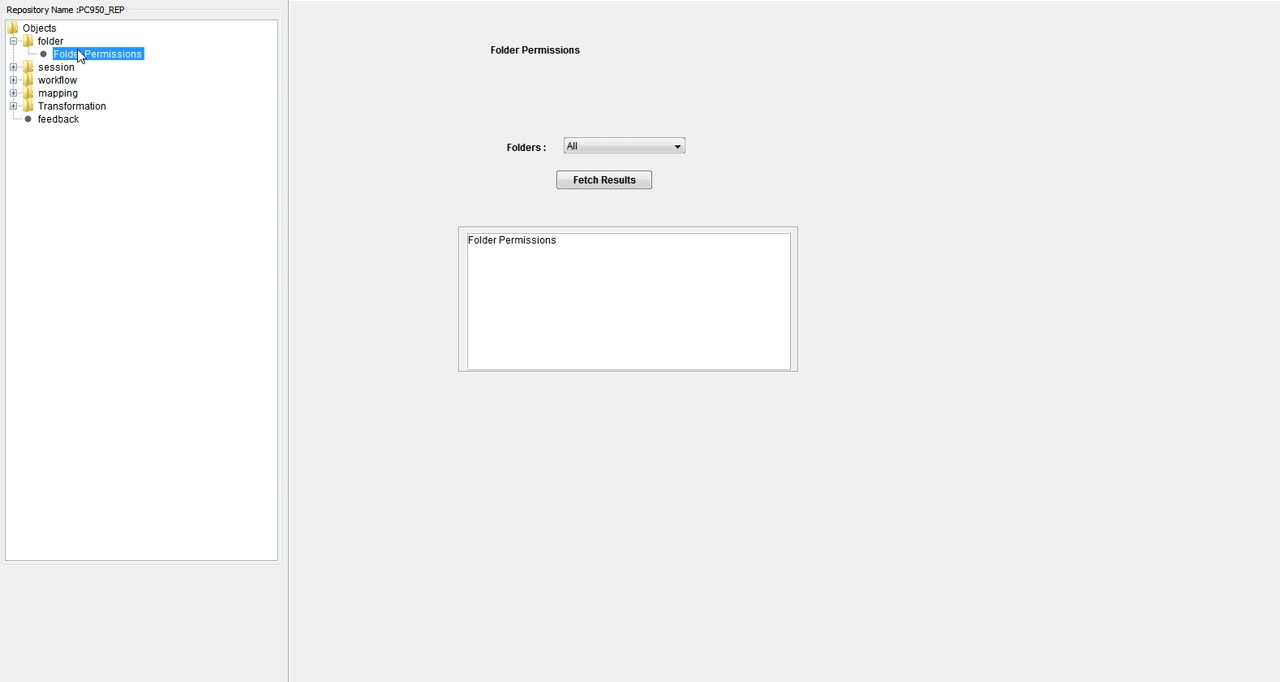 Repository Name :PC950_REP
Objects
folder
Folder Permissions
session
workflow
mapping
Transformation
feedback
Folder Permissions
Folders :
All
Fetch Results
Folder Permissions